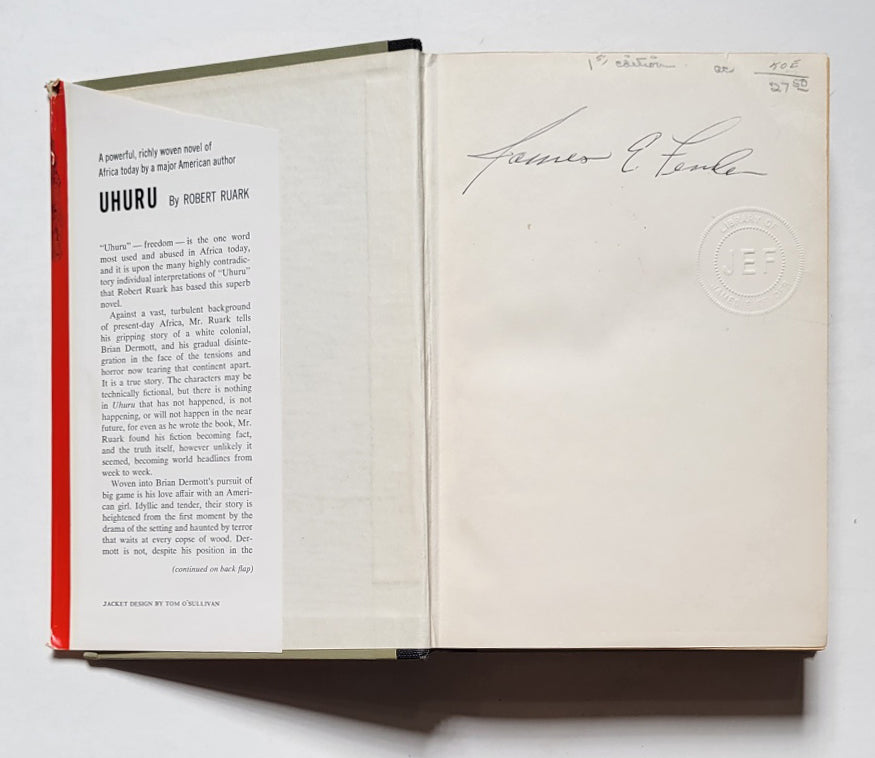 A powerful, richly woven novel of
Africa today by a major American author
UHURU By ROBERT RUARK
"Uhuru" — freedom — is the one word
most used and abused in Africa today,
and it is upon the many highly contradic-
tory individual interpretations of "Uhuru"
that Robert Ruark has based this superb
novel.
Against a vast, turbulent background
of present-day Africa, Mr. Ruark tells
his gripping story of a white colonial,
Brian Dermott, and his gradual disinte-
gration in the face of the tensions and
horror now tearing that continent apart.
It is a true story. The characters may be
technically fictional, but there is nothing
in Uhuru that has not happened, is not
happening, or will not happen in the near
future, for even as he wrote the book, Mr.
Ruark found his fiction becoming fact,
and the truth itself, however unlikely it
seemed, becoming world headlines from
week to week.
Woven into Brian Dermott's pursuit of
big game is his love affair with an Ameri-
can girl. Idyllic and tender, their story is
heightened from the first moment by the
drama of the setting and haunted by terror
that waits at every copse of wood. Der-
mott is not, despite his position in the
(continued on back flap)
JACKET DESIGN BY TOM O'SULLIVAN
1st edition
27 50
James E. Fender
LIBRARY OF
JEF